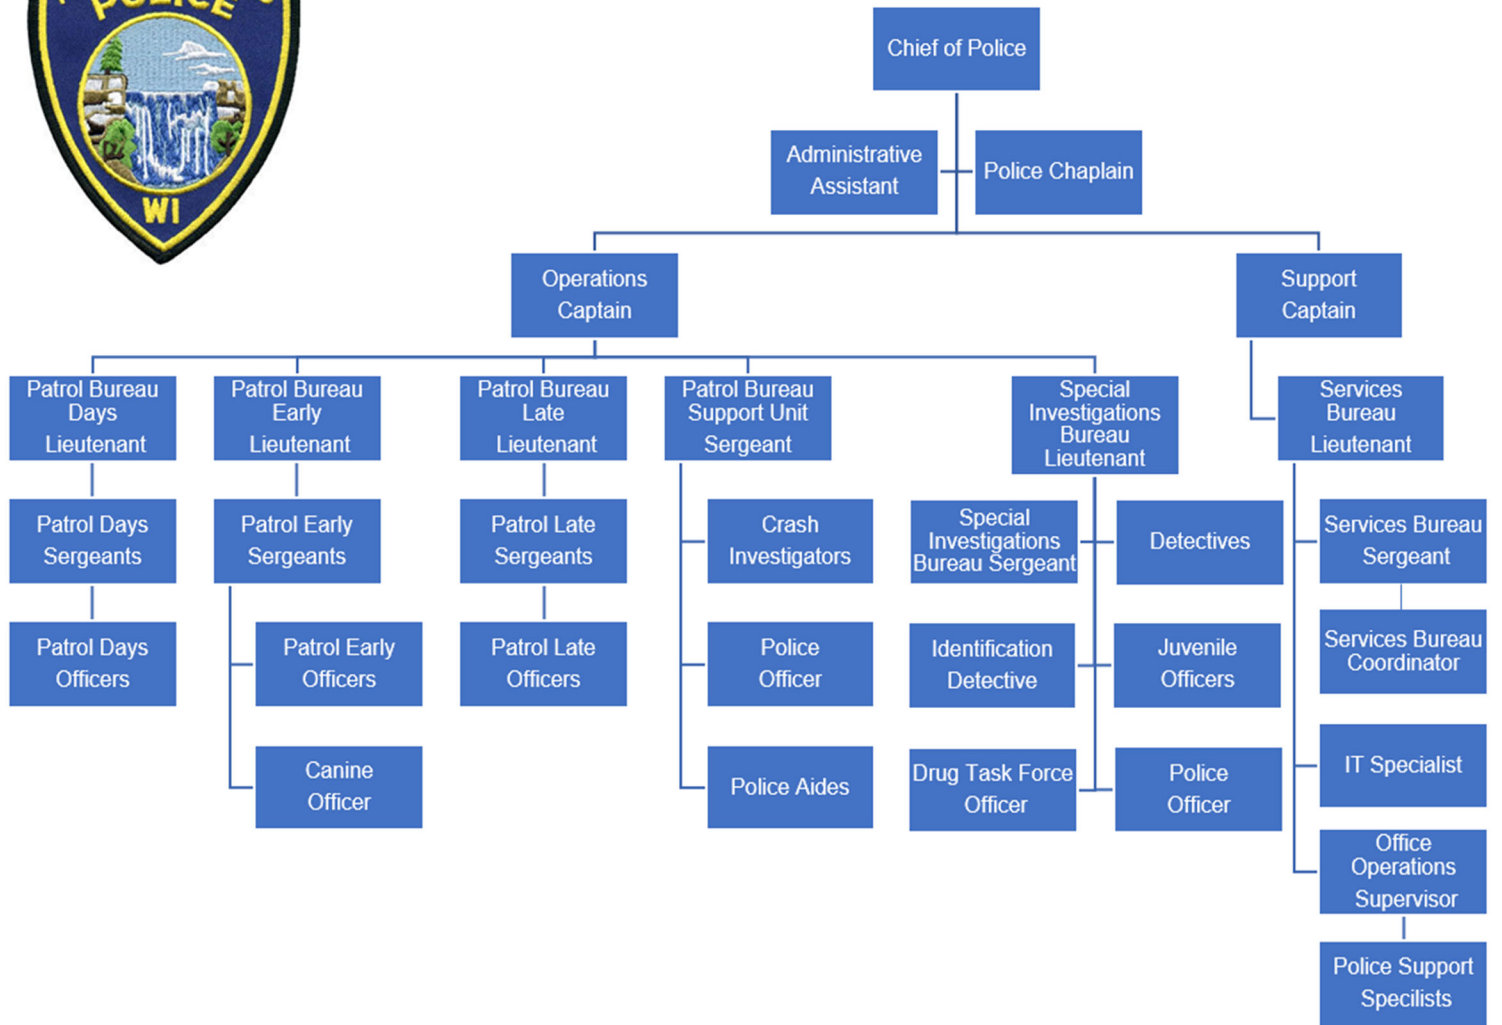 POLICE
WI
Chief of Police
Administrative
Assistant
Police Chaplain
Operations
Captain
Support
Captain
Patrol Bureau
Days
Lieutenant
Patrol Bureau
Early
Lieutenant
Patrol Bureau
Late
Lieutenant
Patrol Bureau
Support Unit
Sergeant
Special
Investigations
Bureau
Lieutenant
Services
Bureau
Lieutenant
Patrol Days
Sergeants
Patrol Early
Sergeants
Patrol Late
Sergeants
Crash
Investigators
Special
Investigations
Bureau Sergeant
Detectives
Services Bureau
Sergeant
Patrol Days
Officers
Patrol Early
Officers
Patrol Late
Officers
Police
Officer
Identification
Detective
Juvenile
Officers
Services Bureau
Coordinator
Canine
Officer
Police Aides
Drug Task Force
Officer
Police
Officer
IT Specialist
Office
Operations
Supervisor
Police Support
Specilists